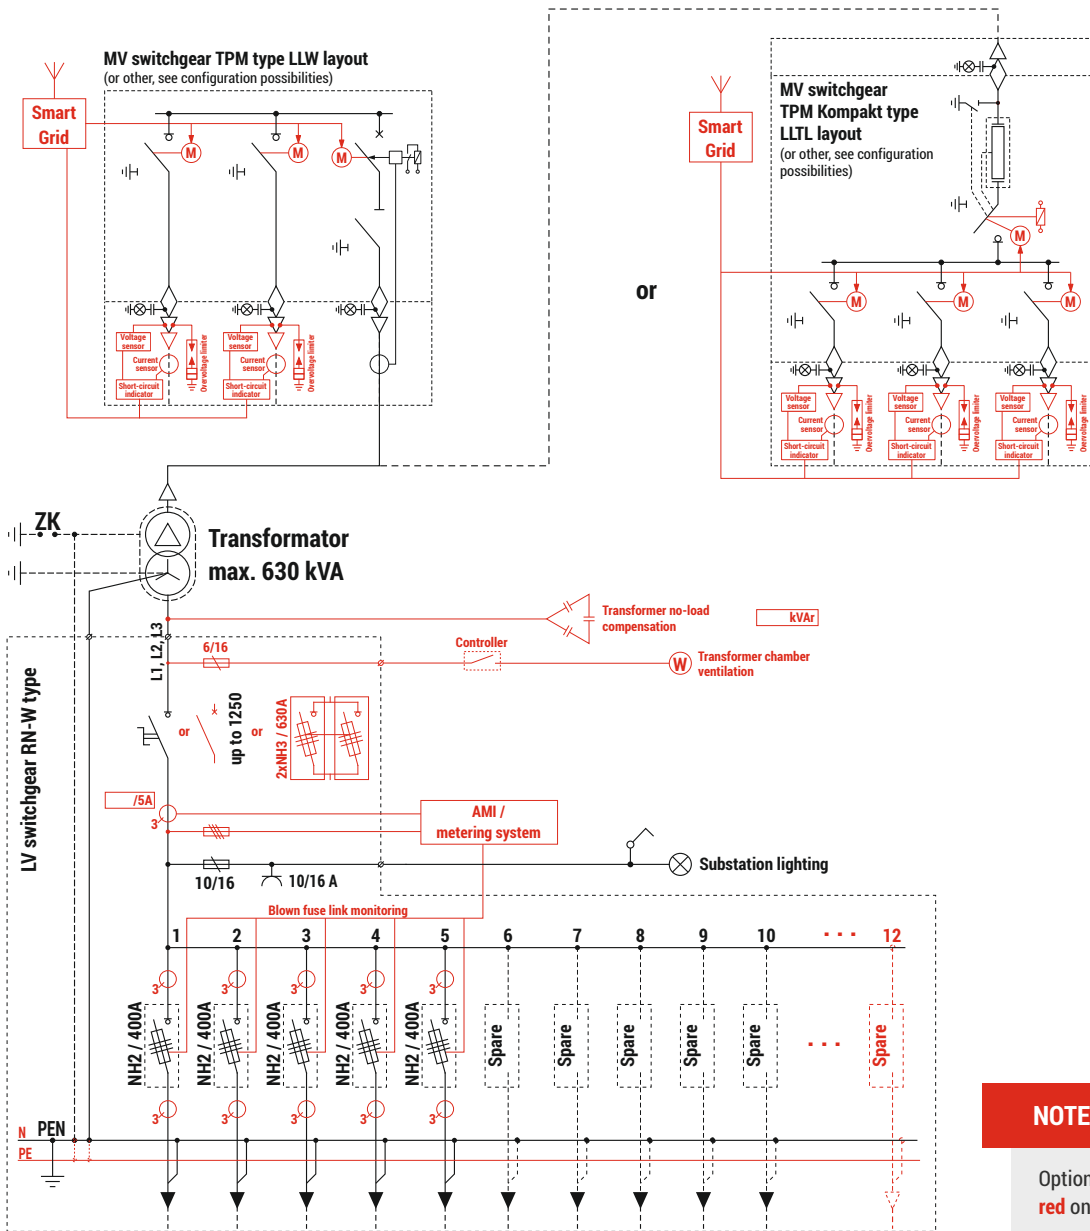 MV switchgear TPM type LLW layout
(or other, see configuration possibilities)
Smart
Grid
M
M
M
Voltage
sensor
Current
sensor
Short-circuit
indicator
Overvoltage limiter
Voltage
sensor
Current
sensor
Short-circuit
indicator
Overvoltage limiter
or
Smart
Grid
MV switchgear
TPM Kompakt type
LLTL layout
(or other, see configuration
possibilities)
M
M
M
M
Voltage
sensor
Current
sensor
Short-circuit
indicator
Overvoltage limiter
Voltage
sensor
Current
sensor
Short-circuit
indicator
Overvoltage limiter
Voltage
sensor
Current
sensor
Short-circuit
indicator
Overvoltage limiter
ZK
Transformator
max. 630 kVA
Transformer no-load
compensation
kVAr
L1, L2, L3
6/16
Controller
W
Transformer chamber
ventilation
LV switchgear RN-W type
or
up to 1250
or
2xNH3 / 630A
/5A
3
AMI /
metering system
10/16
10/16 A
Substation lighting
Blown fuse link monitoring
1 2 3 4 5 6 7 8 9 10 ... 12
3 3 3 3 3
NH2 / 400A
NH2 / 400A
NH2 / 400A
NH2 / 400A
NH2 / 400A
Spare
Spare
Spare
Spare
Spare
...
Spare
3 3 3 3 3
N PEN
PE
NOTE
Option
red on